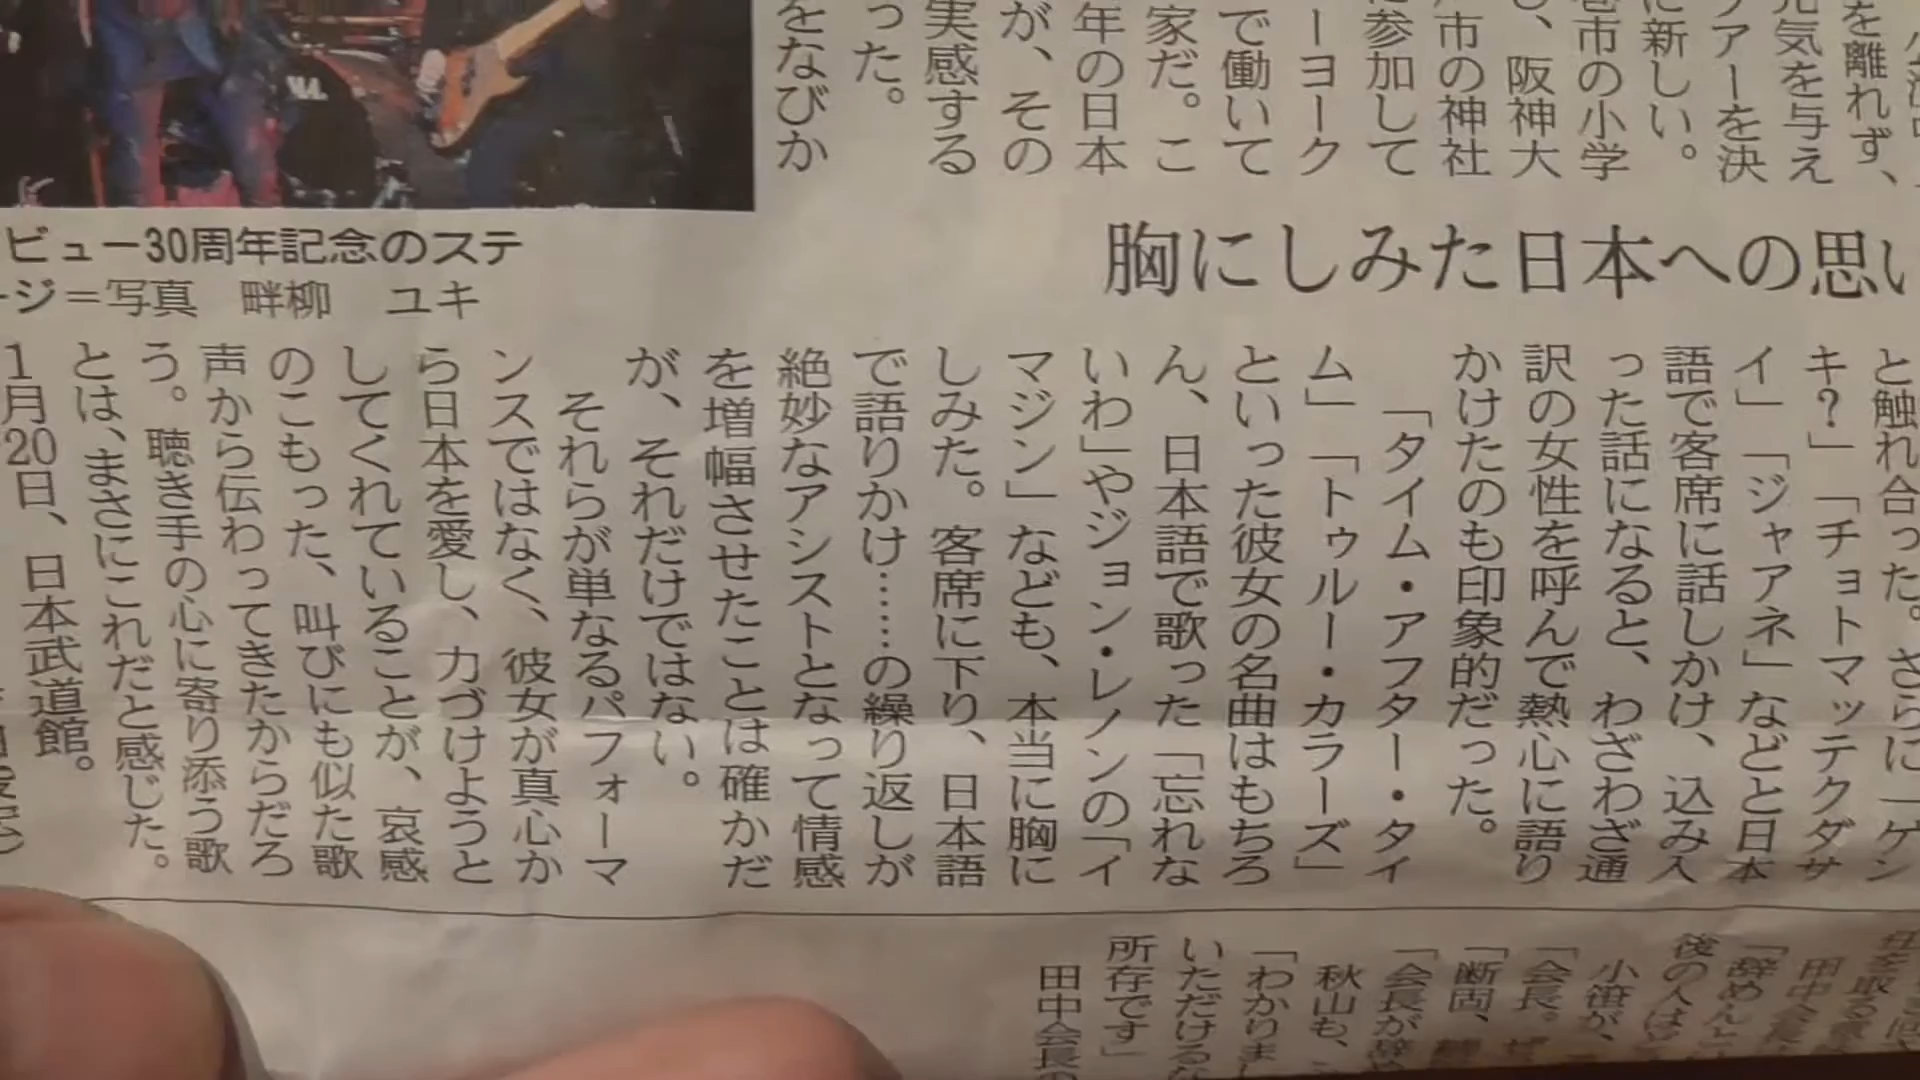 を離れず、
元気を与え
アーを決
に新しい。
巻市の小学
し、阪神大
市の神社
に参加して
ーヨーク
で働いて
家だ。こ
年の日本
が、その
実感する
った。
をなびか
ビュー30周年記念のステ
ージ＝写真　畔柳　ユキ
胸にしみた日本への思い
と触れ合った。さらに「ゲン
キ？」「チョトマッテクダサ
イ」「ジャアネ」などと日本
語で客席に話しかけ、込み入
った話になると、わざわざ通
訳の女性を呼んで熱心に語り
かけたのも印象的だった。
「タイム・アフター・タイ
ム」「トゥルー・カラーズ」
といった彼女の名曲はもちろ
ん、日本語で歌った「忘れな
いわ」やジョン・レノンの「イ
マジン」なども、本当に胸に
しみた。客席に下り、日本語
で語りかけ……の繰り返しが
絶妙なアシストとなって情感
を増幅させたことは確かだ
が、それだけではない。
それらが単なるパフォーマ
ンスではなく、彼女が真心か
ら日本を愛し、力づけようと
してくれていることが、哀感
のこもった、叫びにも似た歌
声から伝わってきたからだろ
う。聴き手の心に寄り添う歌
とは、まさにこれだと感じた。
1月20日、日本武道館。
任を取る
田中会長
「辞めんと
後の人は
小笹が、
「会長。
「断固、
「会長が辞
秋山も、
「わかりま
いただける
所存です」
田中会長の